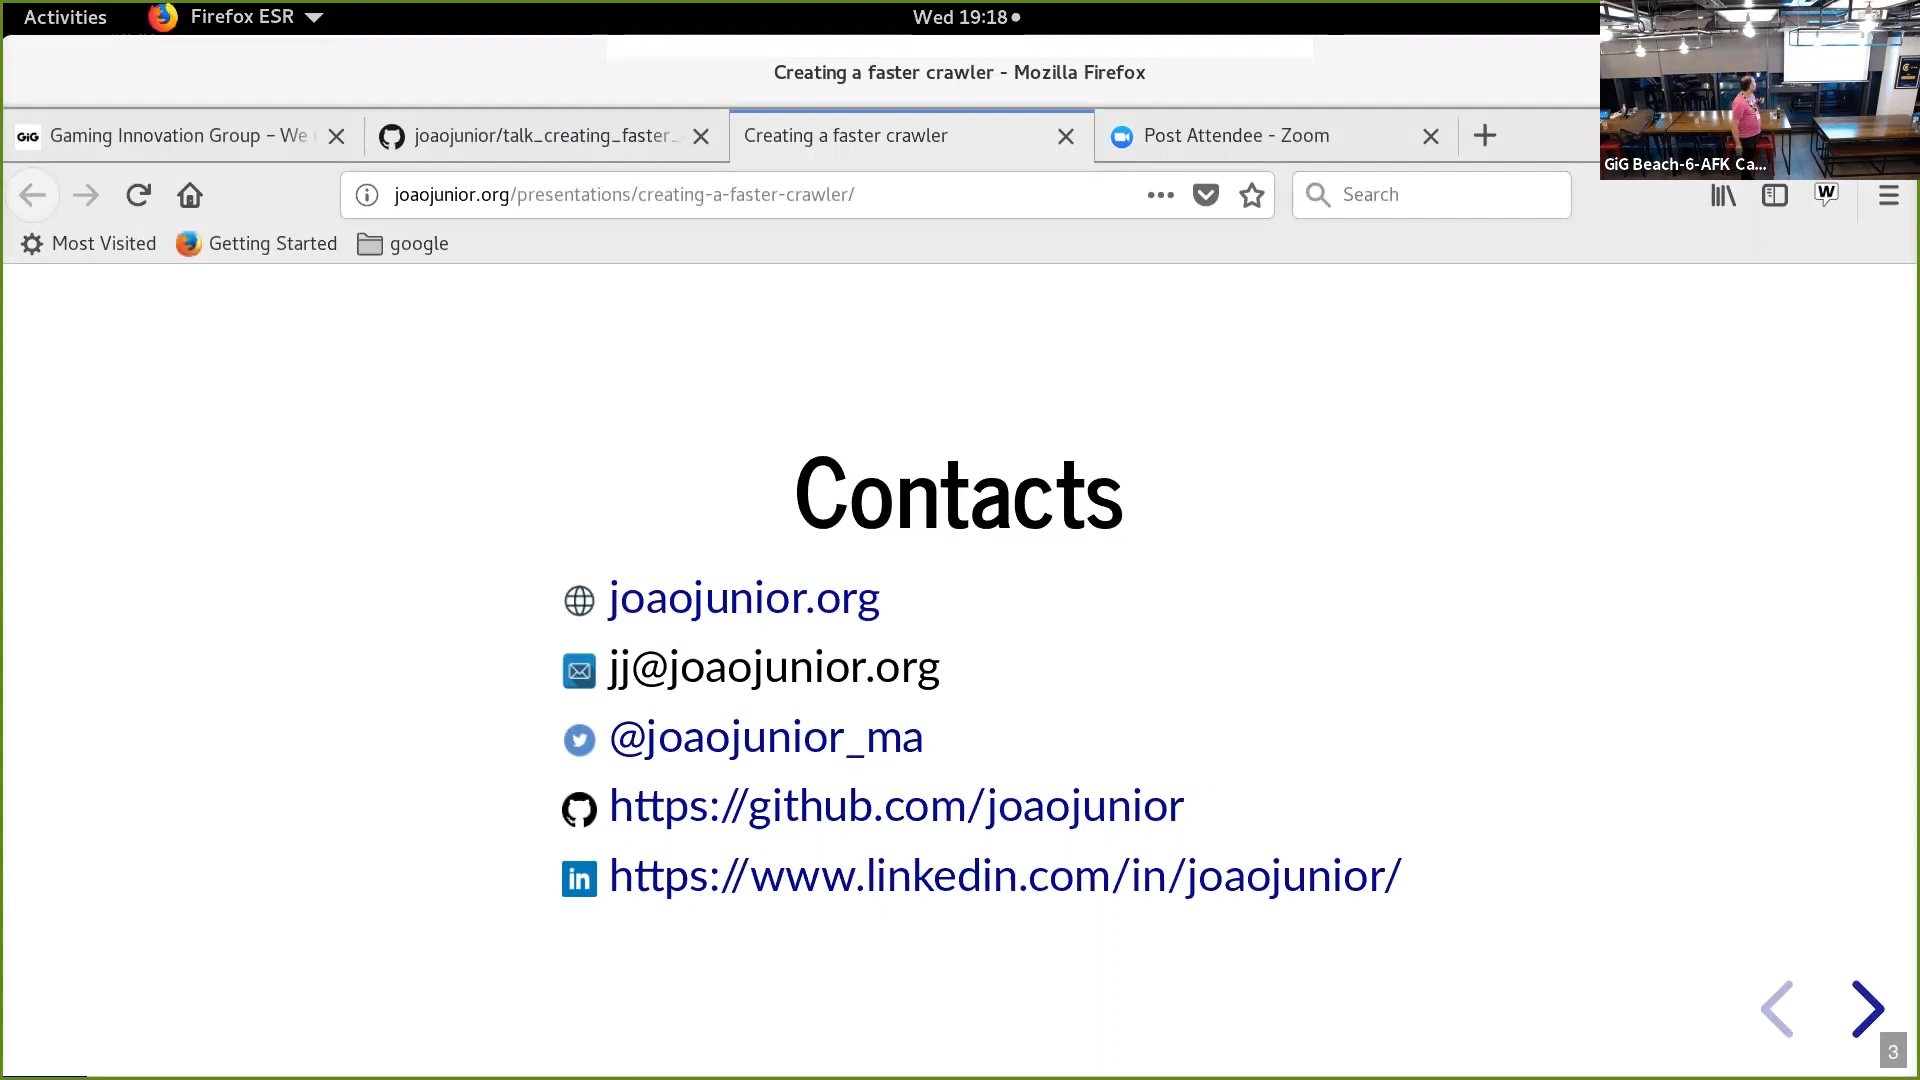 Activities
Firefox ESR
Wed 19:18
Creating a faster crawler - Mozilla Firefox
GiG
Gaming Innovation Group – We
joaojunior/talk_creating_faster_
Creating a faster crawler
Post Attendee - Zoom
GiG Beach-6-AFK Ca...
joaojunior.org/presentations/creating-a-faster-crawler/
Search
W
Most Visited
Getting Started
google
Contacts
joaojunior.org
jj@joaojunior.org
@joaojunior_ma
https://github.com/joaojunior
in
https://www.linkedin.com/in/joaojunior/
3